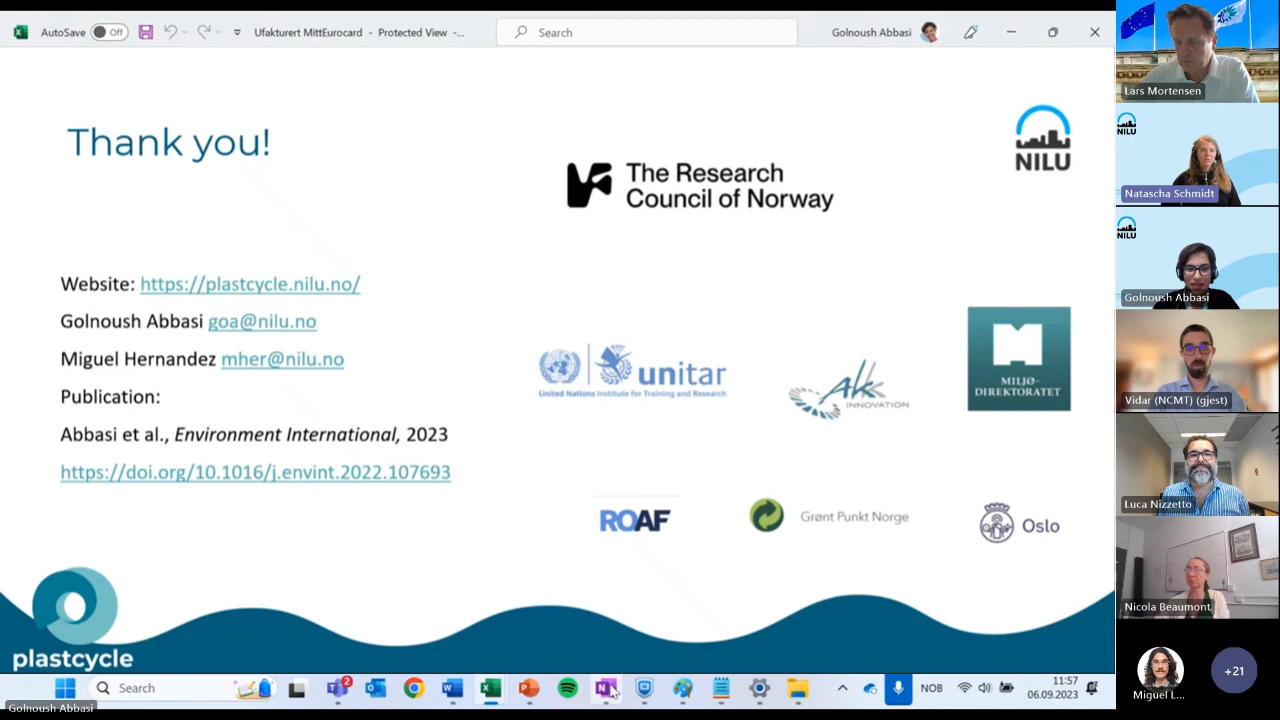 AutoSave Off Ufakturert MittEurocard - Protected View -... Search Golnoush Abbasi
Thank you!
The Research
Council of Norway
NILU
Website: https://plastcycle.nilu.no/
Golnoush Abbasi goa@nilu.no
Miguel Hernandez mher@nilu.no
Publication:
Abbasi et al., Environment International, 2023
https://doi.org/10.1016/j.envint.2022.107693
unitar
United Nations Institute for Training and Research
INNOVATION
MILJØ-
DIREKTORATET
ROAF
Grønt Punkt Norge
Oslo
plastcycle
Search
2
NOB
11:57
06.09.2023
Golnoush Abbasi
Lars Mortensen
NILU
Natascha Schmidt
NILU
Golnoush Abbasi
Vidar (NCMT) (gjest)
Luca Nizzetto
Nicola Beaumont
Miguel L...
+21